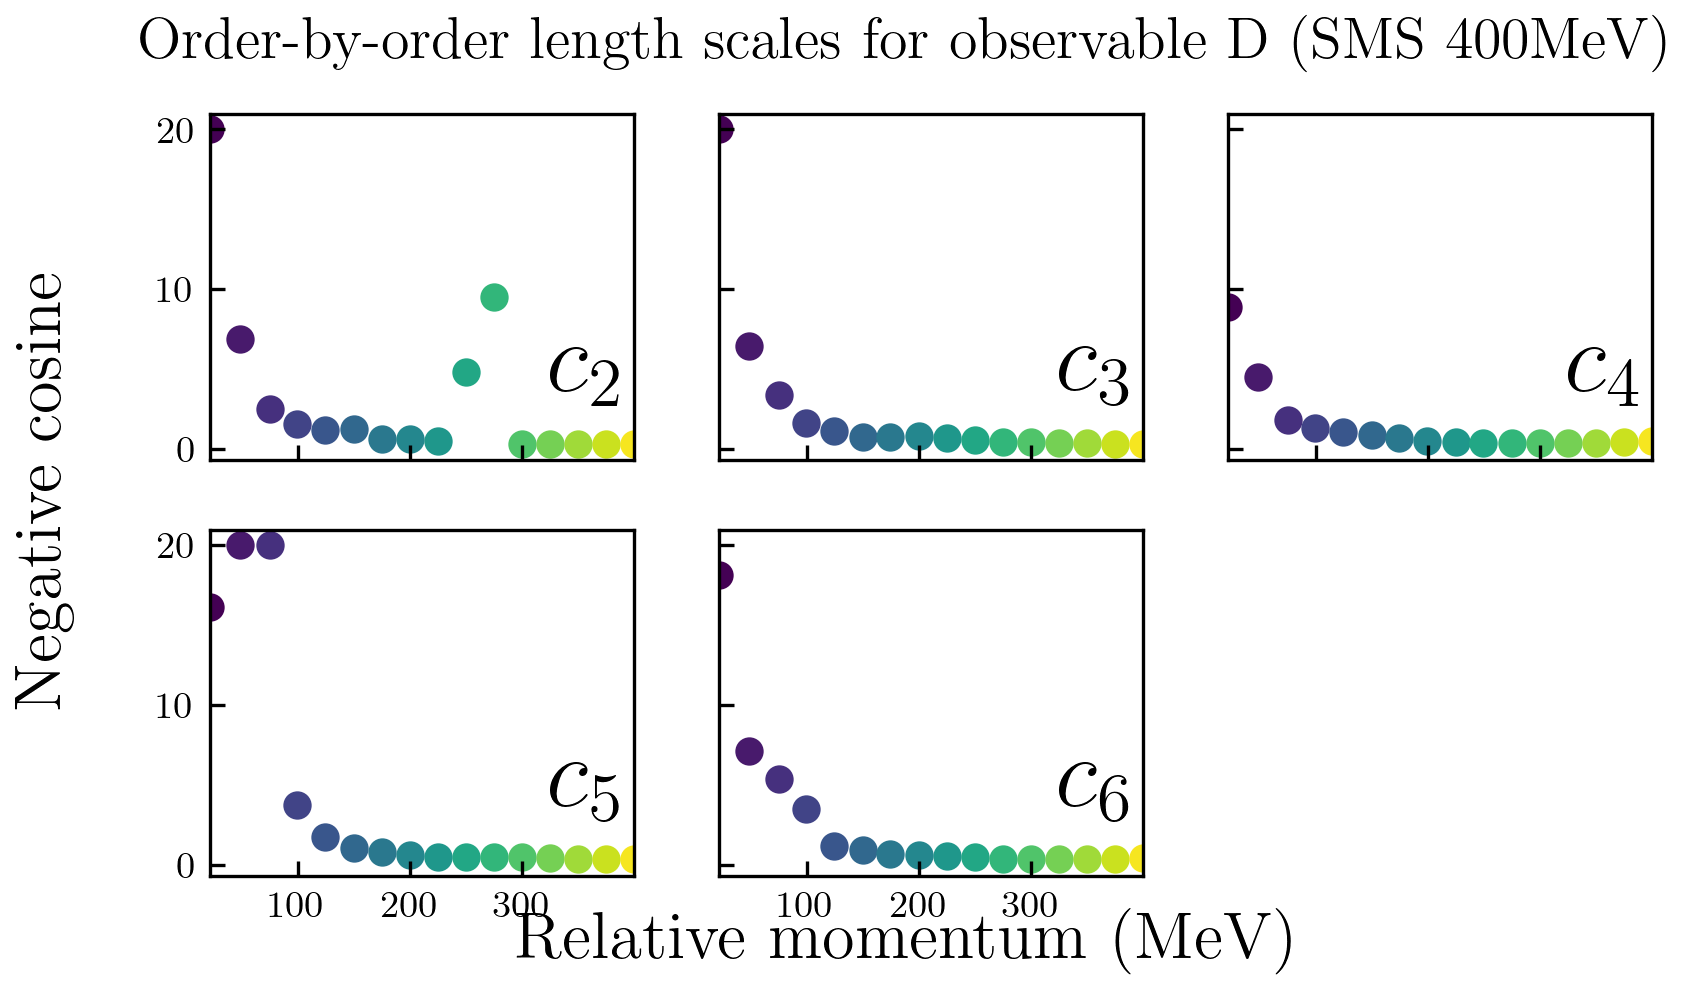 Order-by-order length scales for observable D (SMS 400MeV)
Negative cosine
20
10
0
c2
c3
c4
20
10
0
c5
c6
100 200 300
100 200 300
Relative momentum (MeV)